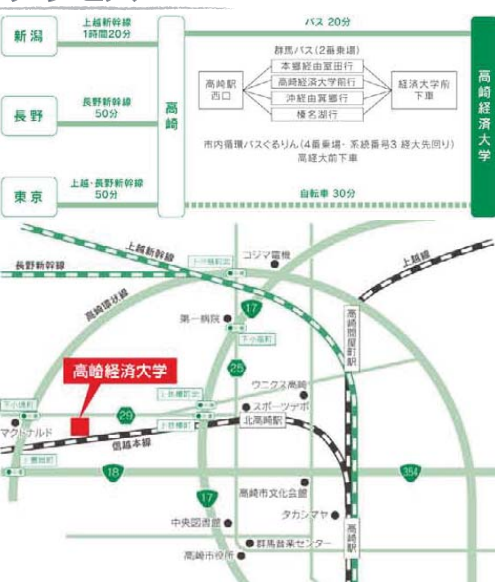 新潟
上越新幹線
1時間20分
長野
長野新幹線
50分
東京
上越・長野新幹線
50分
高崎
バス 20分
群馬バス(2番乗場)
高崎駅
西口
本郷経由室田行
高崎経済大学前行
沖経由箕郷行
榛名湖行
経済大学前
下車
市内循環バスぐるりん(4番乗場・系統番号3 経大先回り)
高経大前下車
自転車 30分
高崎経済大学
上越新幹線
長野新幹線
コジマ電機
上越線
高崎環状線
17
第一病院
下小塙町
高崎問屋町駅
25
高崎経済大学
ウニクス高崎
スポーツデポ
29
北高崎駅
マクドナルド
信越本線
18
354
高崎市文化会館
17
タカシマヤ
中央図書館
群馬音楽センター
高崎駅
高崎市役所